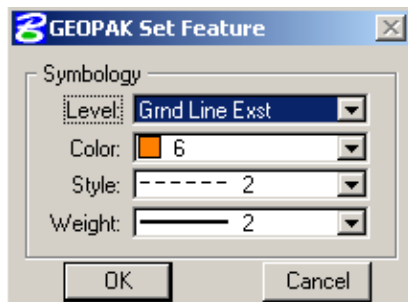 GEOPAK Set Feature
Symbology
Level: Grnd Line Exst
Color: 6
Style: 2
Weight: 2
OK Cancel